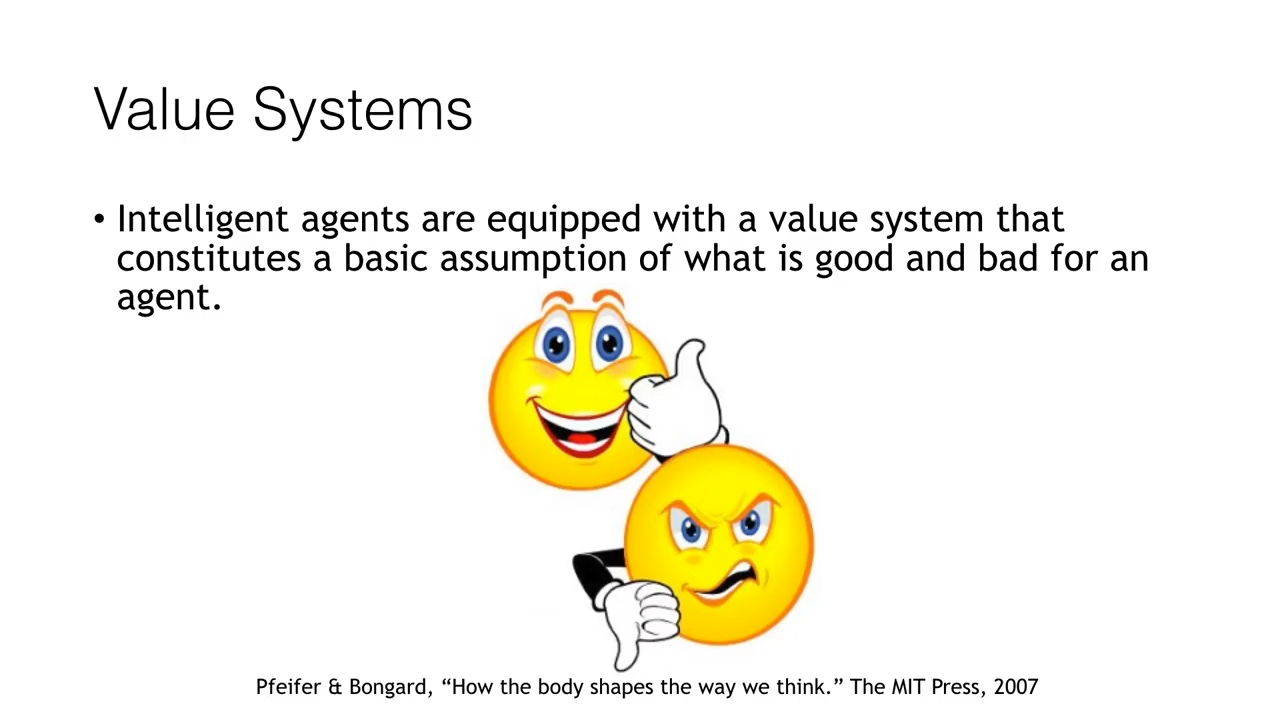 Value Systems
• Intelligent agents are equipped with a value system that
constitutes a basic assumption of what is good and bad for an
agent.
Pfeifer & Bongard, “How the body shapes the way we think.” The MIT Press, 2007